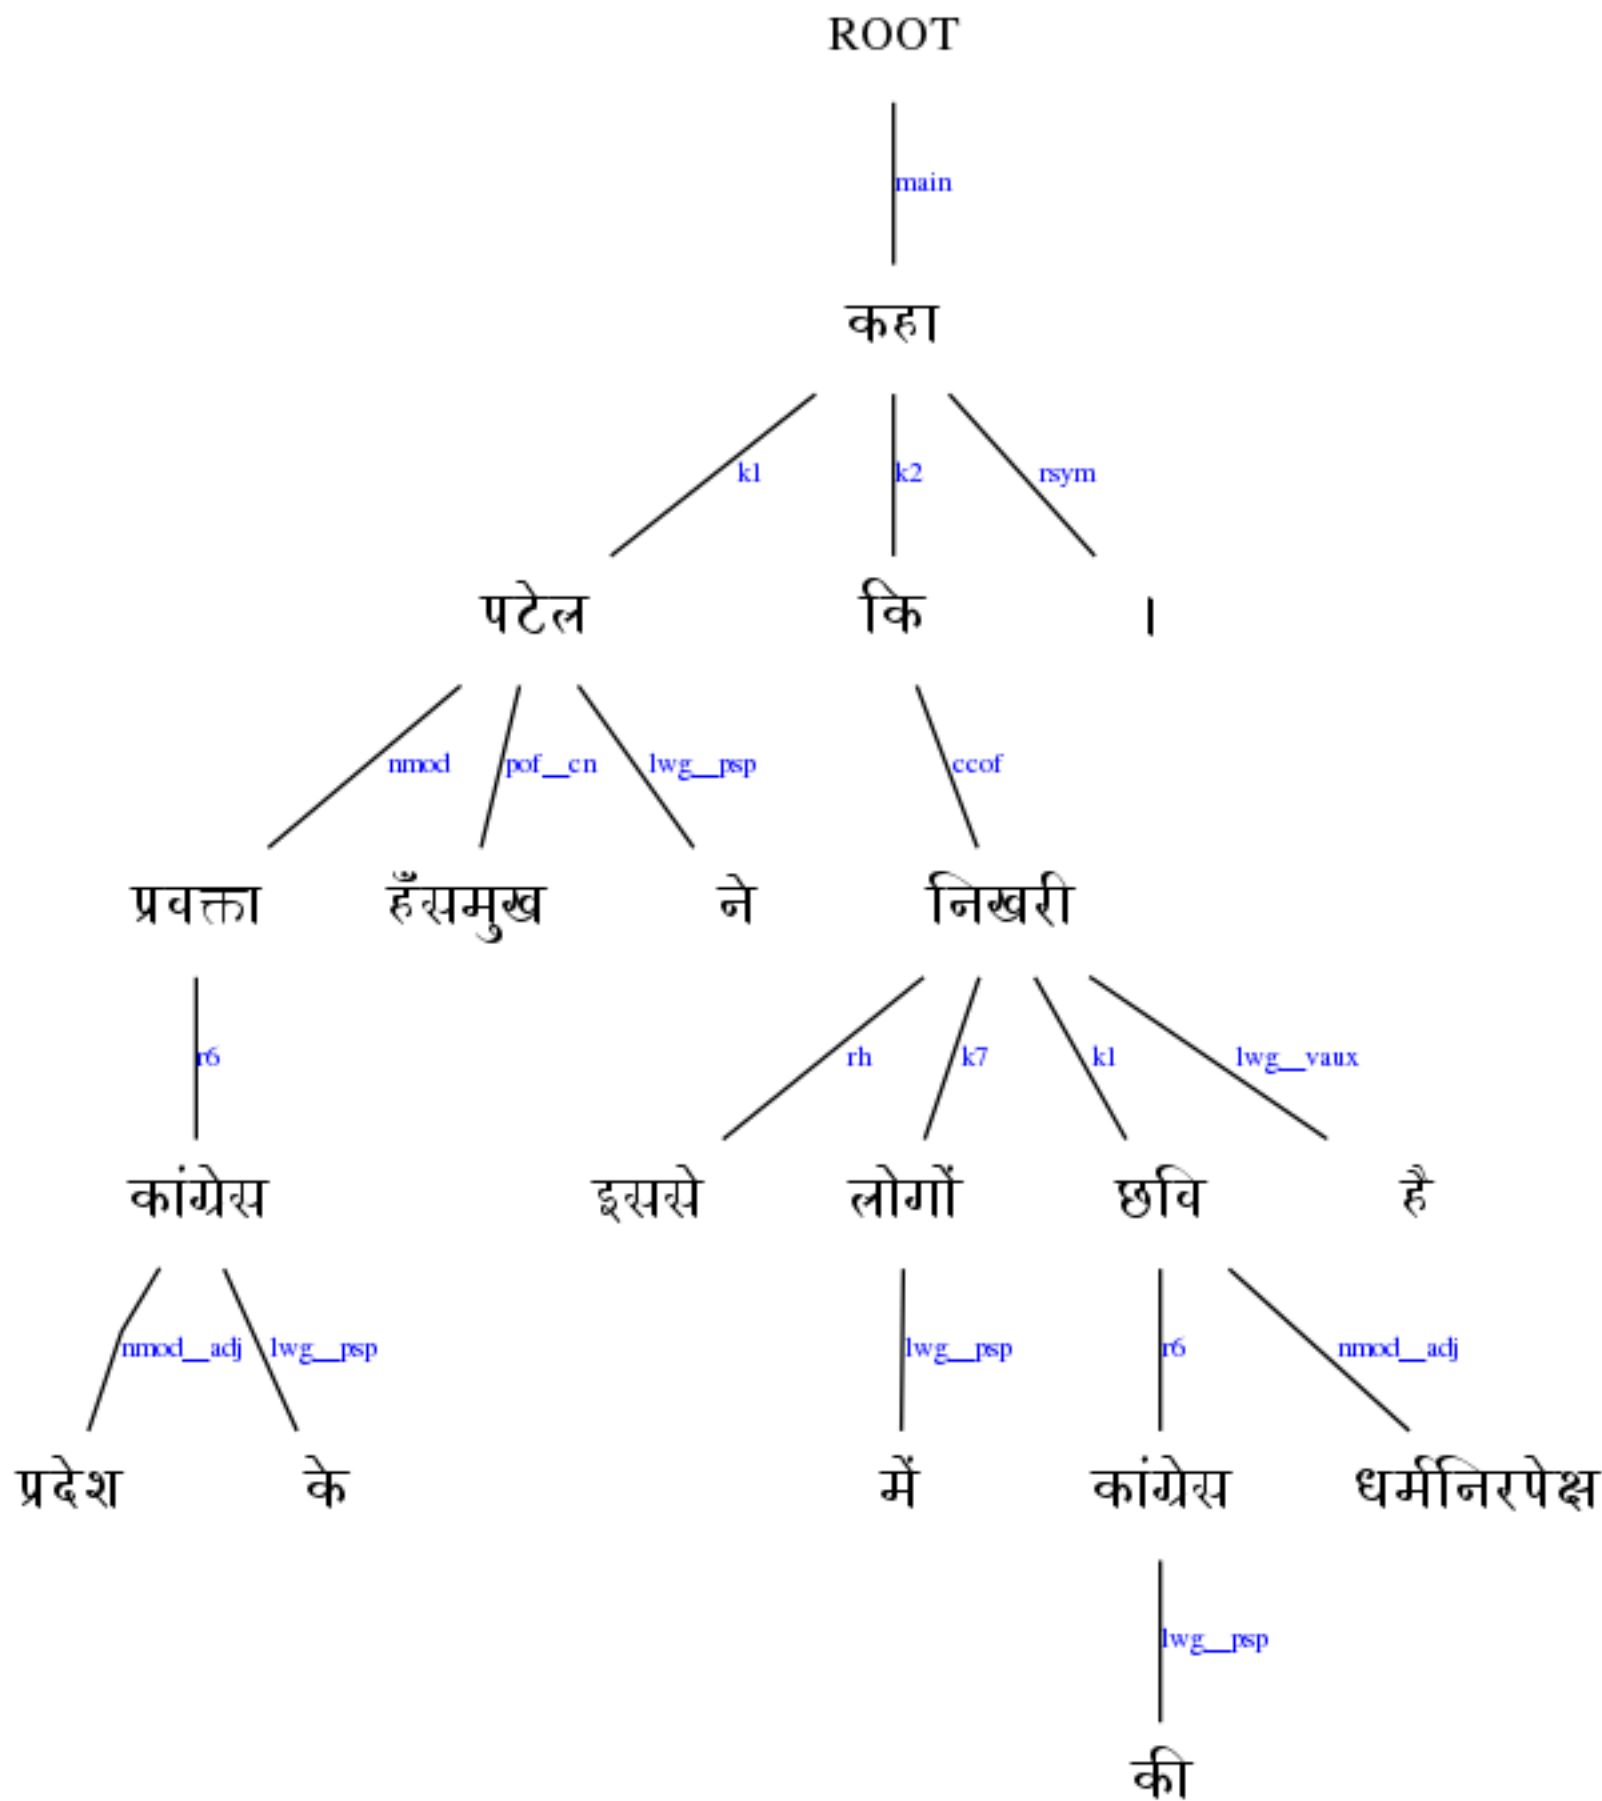 ROOT
main
कहा
k1 k2 rsym
पटेल कि ।
nmod pof__cn lwg__psp ccof
प्रवक्ता हँसमुख ने निखरी
r6 rh k7 k1 lwg__vaux
कांग्रेस इससे लोगों छवि है
nmod__adj lwg__psp lwg__psp r6 nmod__adj
प्रदेश के में कांग्रेस धर्मनिरपेक्ष
lwg__psp
की